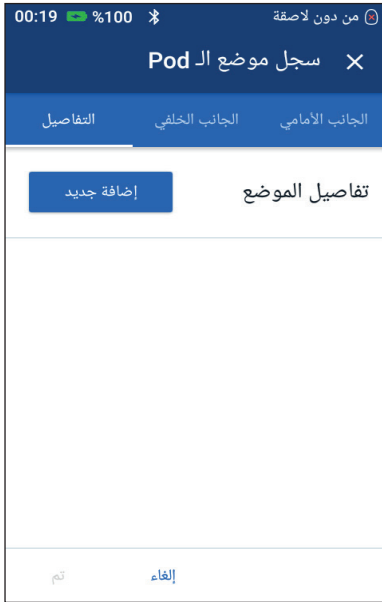 من دون لاصقة %100 00:19
سجل موضع الـ Pod
الجانب الأمامي الجانب الخلفي التفاصيل
تفاصيل الموضع إضافة جديد
إلغاء تم